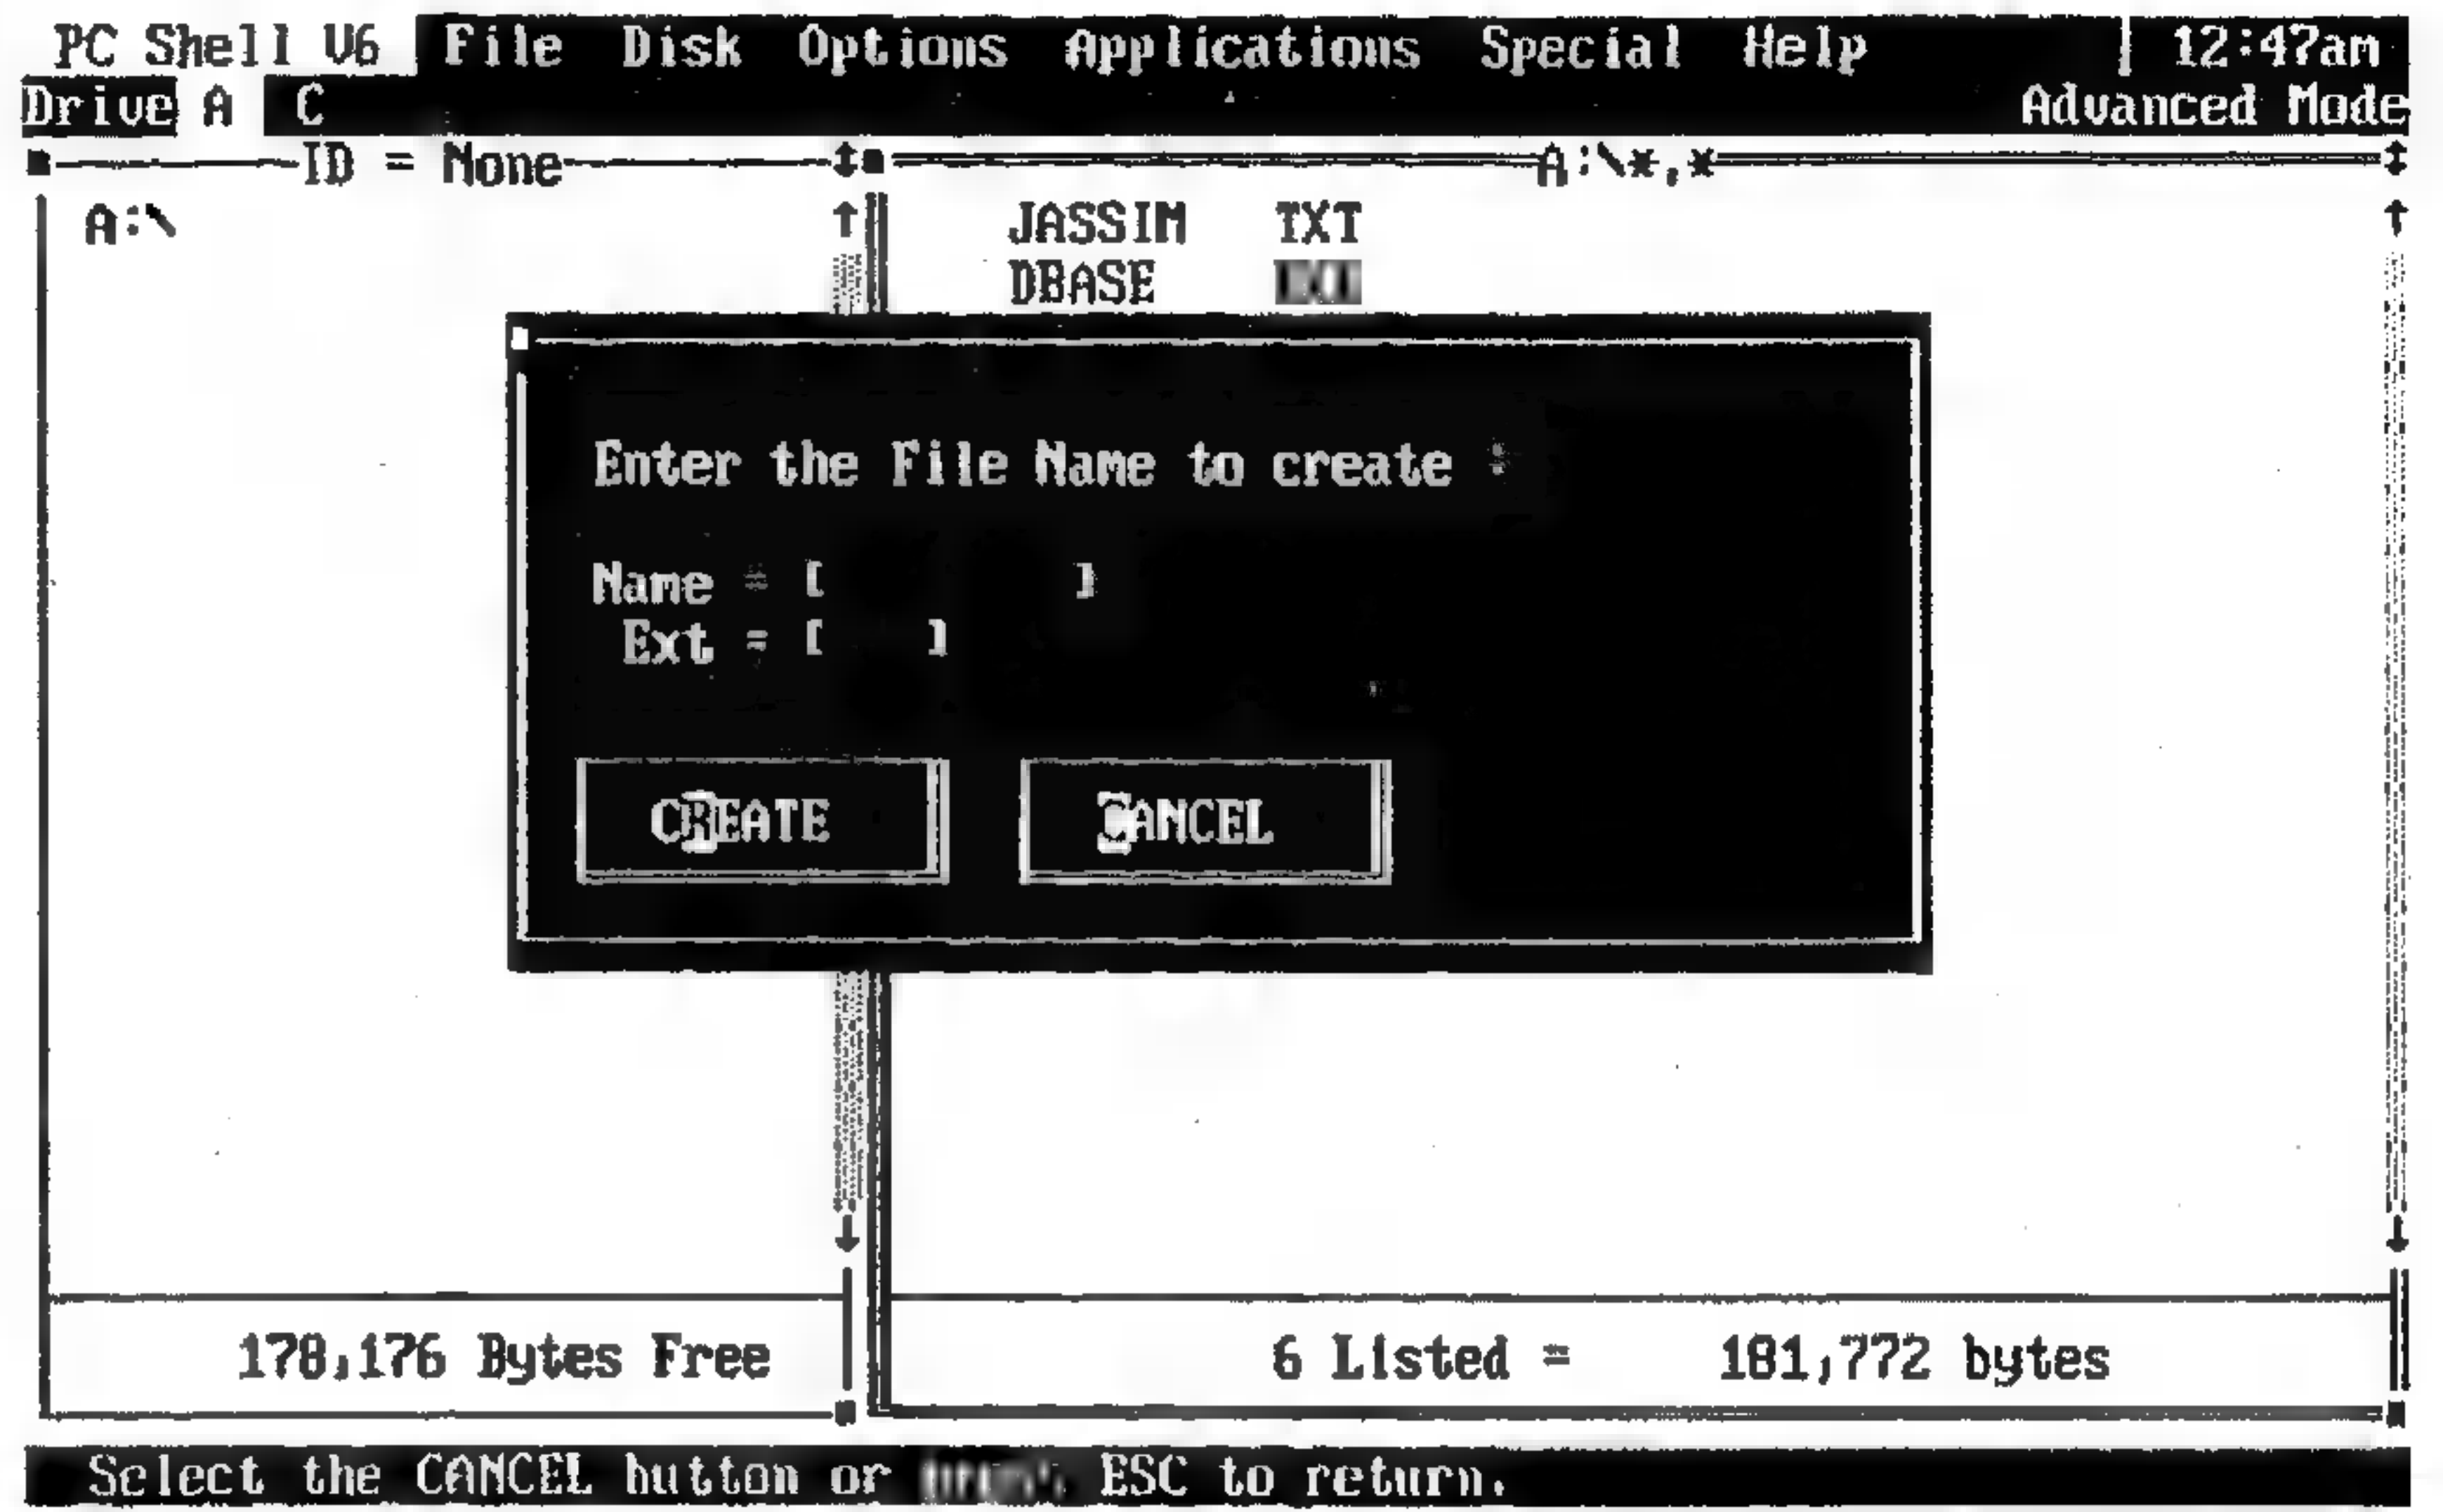 PC Shell V6 File Disk Options Applications Special Help 12:47am
Drive A C Advanced Mode
ID = None
A:\*,*
A:\
JASSIM TXT
DBASE
Enter the File Name to create :
Name = [ ]
Ext = [ ]
CREATE CANCEL
178,176 Bytes Free
6 Listed = 181,772 bytes
Select the CANCEL button or ESC to return.